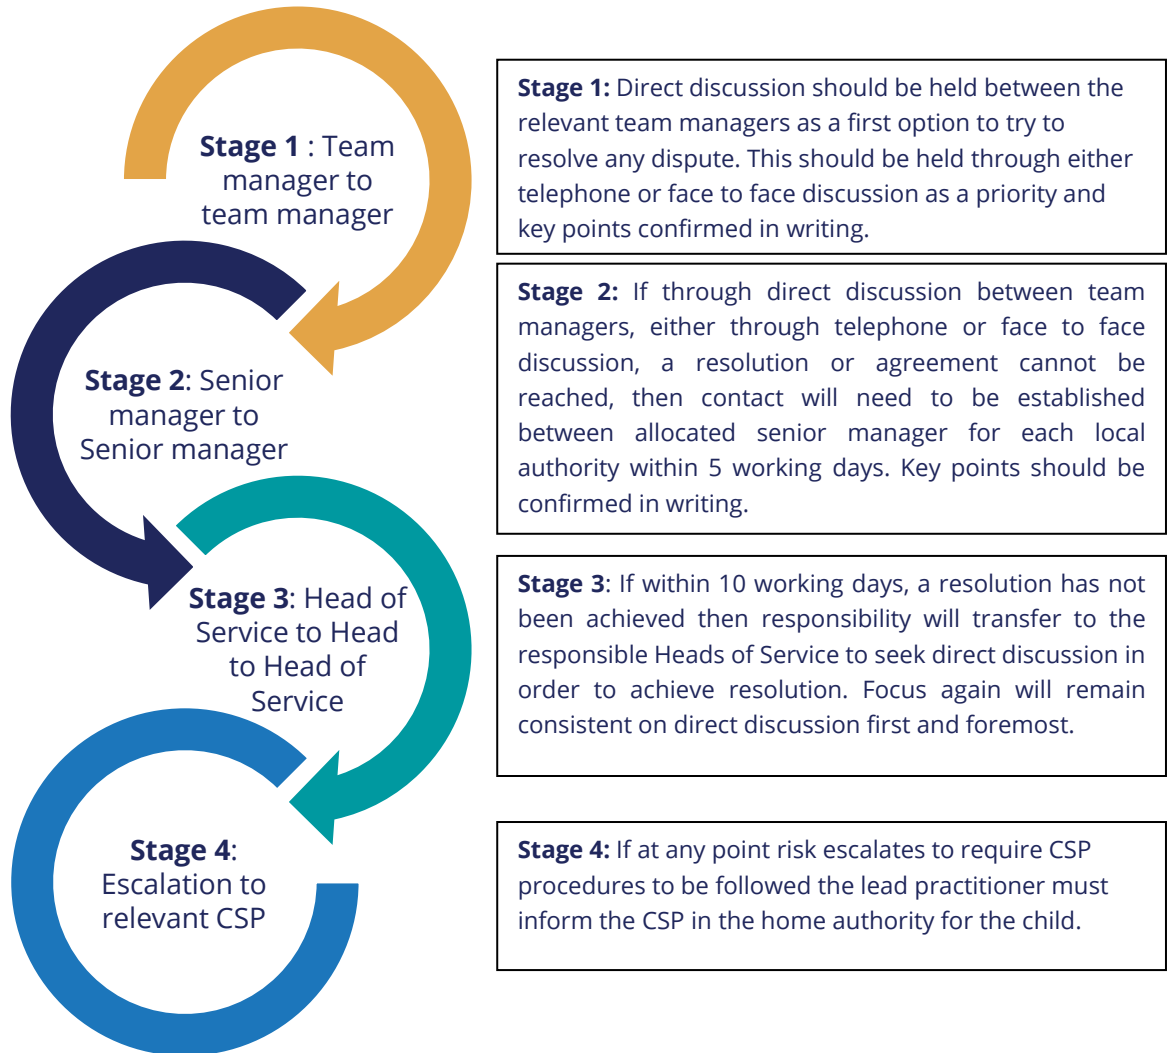 Stage 1 : Team
manager to
team manager
Stage 1: Direct discussion should be held between the
relevant team managers as a first option to try to
resolve any dispute. This should be held through either
telephone or face to face discussion as a priority and
key points confirmed in writing.
Stage 2: Senior
manager to
Senior manager
Stage 2: If through direct discussion between team
managers, either through telephone or face to face
discussion, a resolution or agreement cannot be
reached, then contact will need to be established
between allocated senior manager for each local
authority within 5 working days. Key points should be
confirmed in writing.
Stage 3: Head of
Service to Head
to Head of
Service
Stage 3: If within 10 working days, a resolution has not
been achieved then responsibility will transfer to the
responsible Heads of Service to seek direct discussion in
order to achieve resolution. Focus again will remain
consistent on direct discussion first and foremost.
Stage 4:
Escalation to
relevant CSP
Stage 4: If at any point risk escalates to require CSP
procedures to be followed the lead practitioner must
inform the CSP in the home authority for the child.